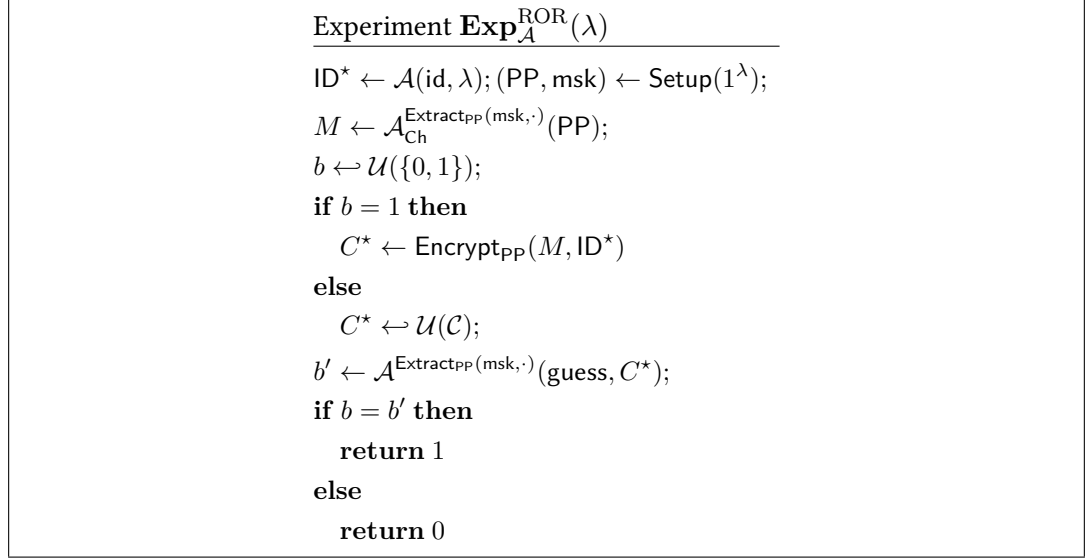 Experiment Exp_𝒜^ROR(λ)
ID⋆ ← 𝒜(id, λ); (PP, msk) ← Setup(1^λ);
M ← 𝒜_Ch^{Extract_PP(msk,·)}(PP);
b ↩ 𝒰({0, 1});
if b = 1 then
C⋆ ← Encrypt_PP(M, ID⋆)
else
C⋆ ↩ 𝒰(𝒞);
b′ ← 𝒜^{Extract_PP(msk,·)}(guess, C⋆);
if b = b′ then
return 1
else
return 0